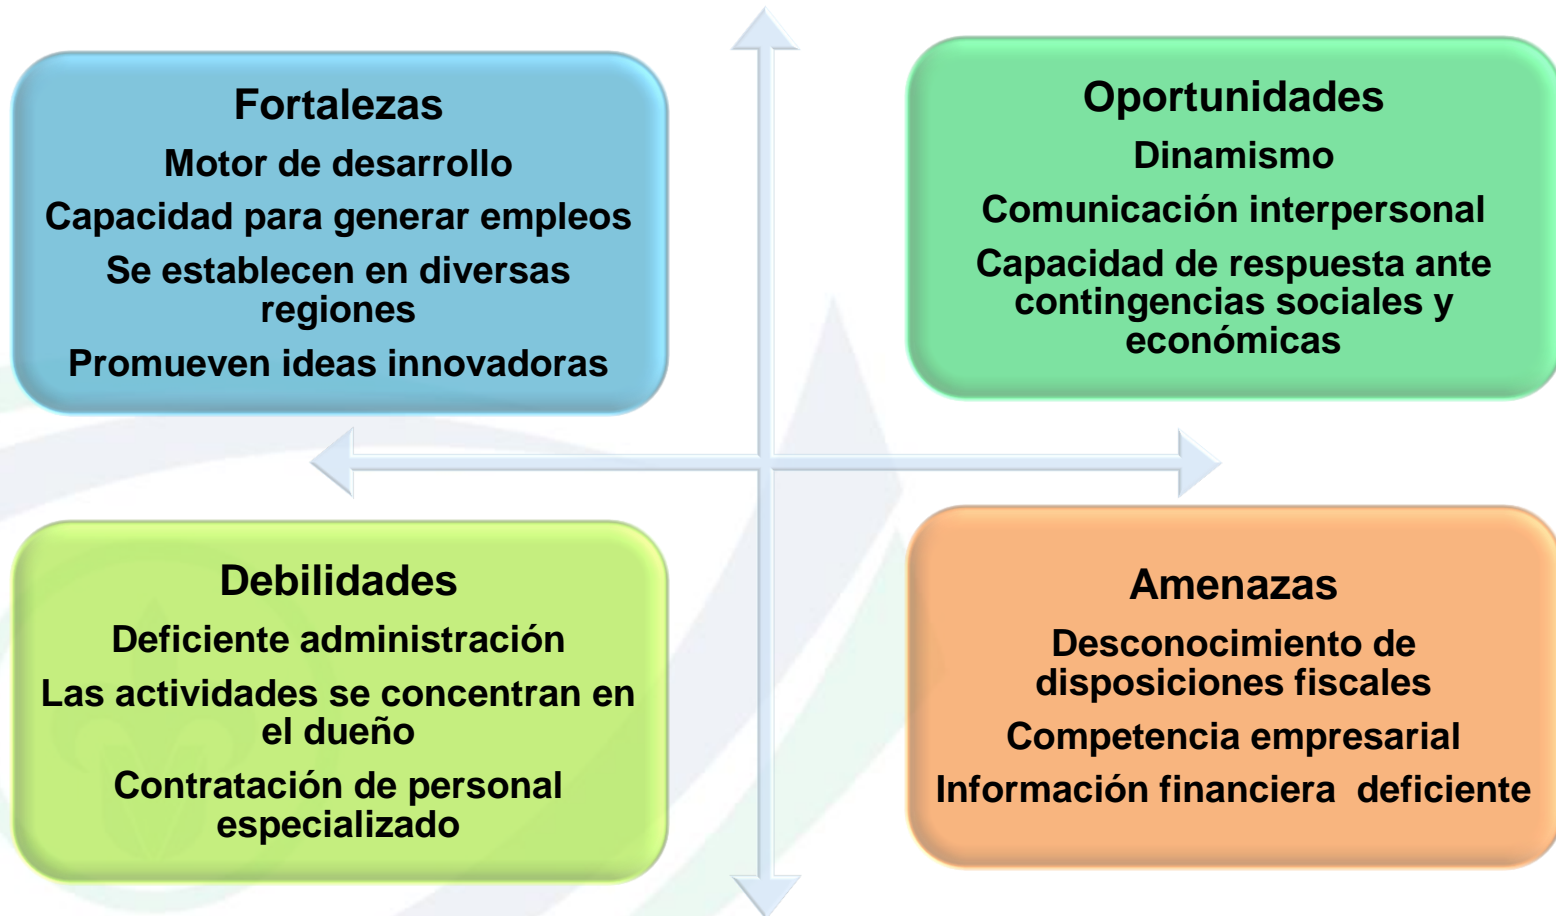 Fortalezas
Motor de desarrollo
Capacidad para generar empleos
Se establecen en diversas
regiones
Promueven ideas innovadoras
Oportunidades
Dinamismo
Comunicación interpersonal
Capacidad de respuesta ante
contingencias sociales y
económicas
Debilidades
Deficiente administración
Las actividades se concentran en
el dueño
Contratación de personal
especializado
Amenazas
Desconocimiento de
disposiciones fiscales
Competencia empresarial
Información financiera  deficiente